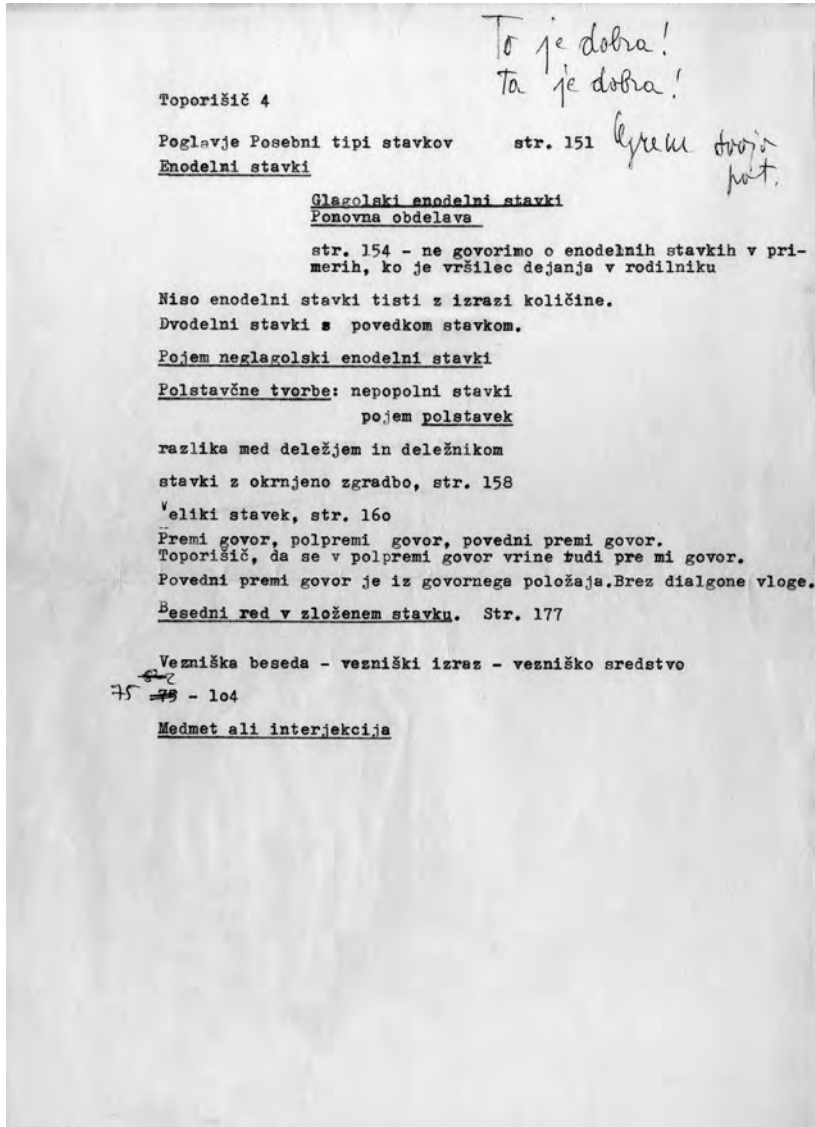 To je dobra!
Ta je dobra!
Toporišič 4
Poglavje Posebni tipi stavkov str. 151
Grem svojo
pot.
Enodelni stavki
Glagolski enodelni stavki
Ponovna obdelava
str. 154 - ne govorimo o enodelnih stavkih v pri-
merih, ko je vršilec dejanja v rodilniku
Niso enodelni stavki tisti z izrazi količine.
Dvodelni stavki s povedkom stavkom.
Pojem neglagolski enodelni stavki
Polstavčne tvorbe: nepopolni stavki
pojem polstavek
razlika med deležjem in deležnikom
stavki z okrnjeno zgradbo, str. 158
Veliki stavek, str. 16o
Premi govor, polpremi govor, povedni premi govor.
Toporišič, da se v polpremi govor vrine tudi pre mi govor.
Povedni premi govor je iz govornega položaja.Brez dialgone vloge.
Besedni red v zloženem stavku. Str. 177
Vezniška beseda - vezniški izraz - vezniško sredstvo
75 - 1o4
Medmet ali interjekcija